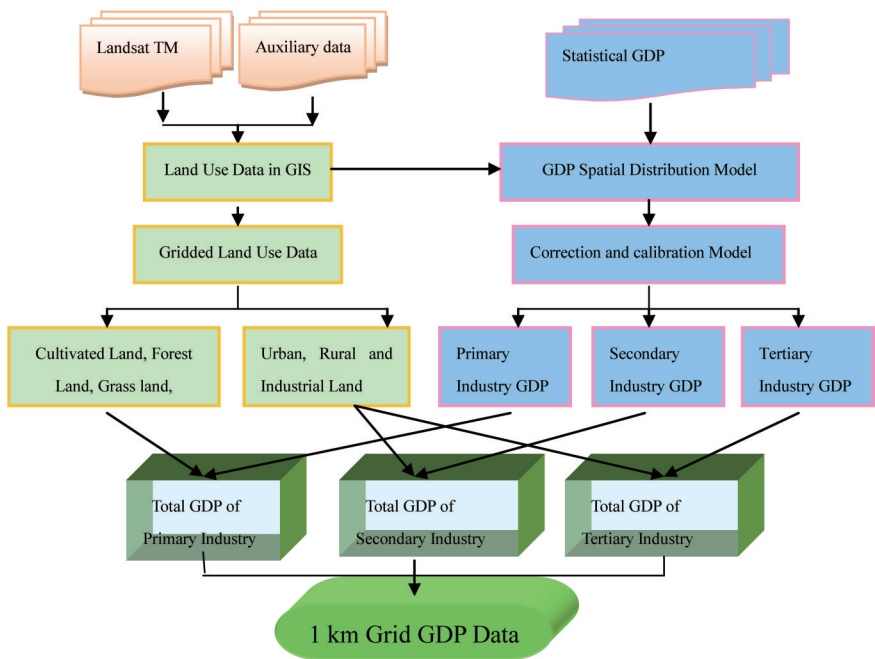 Landsat TM
Auxiliary data
Statistical GDP
Land Use Data in GIS
GDP Spatial Distribution Model
Gridded Land Use Data
Correction and calibration Model
Cultivated Land, Forest
Land, Grass land,
Urban, Rural and
Industrial Land
Primary
Industry GDP
Secondary
Industry GDP
Tertiary
Industry GDP
Total GDP of
Primary Industry
Total GDP of
Secondary Industry
Total GDP of
Tertiary Industry
1 km Grid GDP Data